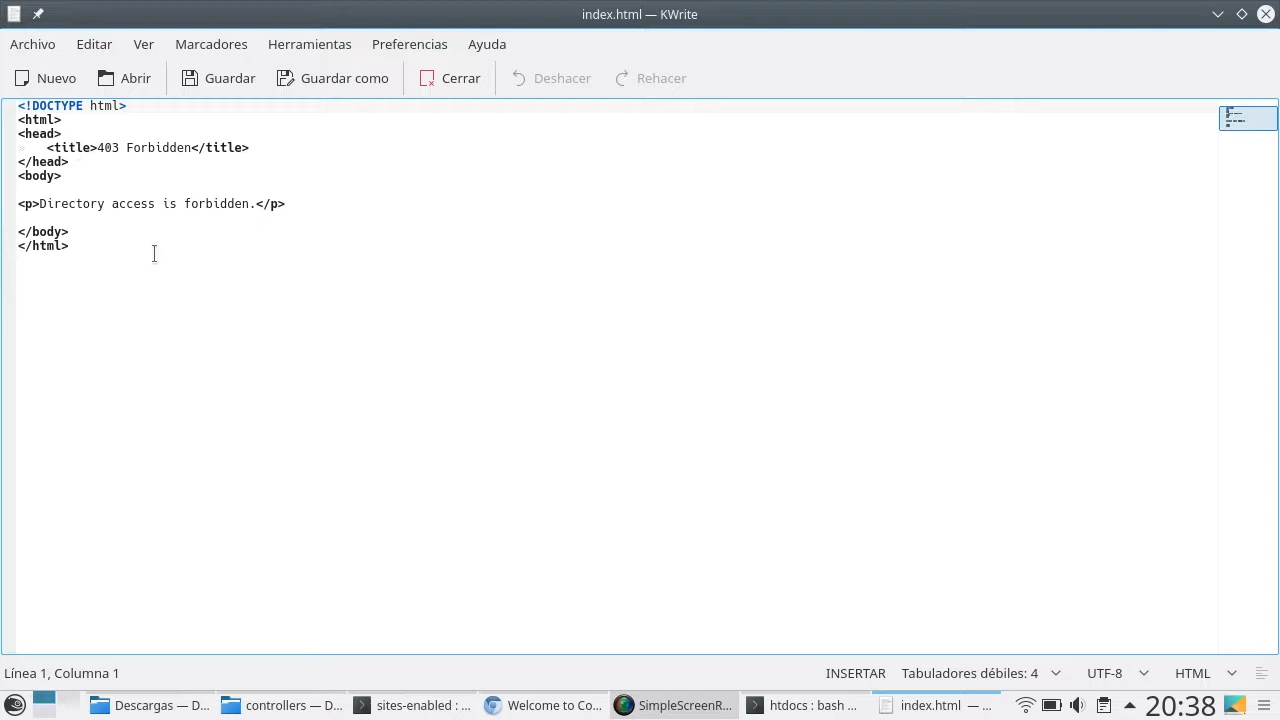 index.html — KWrite
Archivo Editar Ver Marcadores Herramientas Preferencias Ayuda
Nuevo Abrir Guardar Guardar como Cerrar Deshacer Rehacer
<!DOCTYPE html>
<html>
<head>
<title>403 Forbidden</title>
</head>
<body>
<p>Directory access is forbidden.</p>
</body>
</html>
Línea 1, Columna 1 INSERTAR Tabuladores débiles: 4 UTF-8 HTML
Descargas — D... controllers — D... sites-enabled : ... Welcome to Co... SimpleScreenR... htdocs : bash ... index.html — ... 20:38